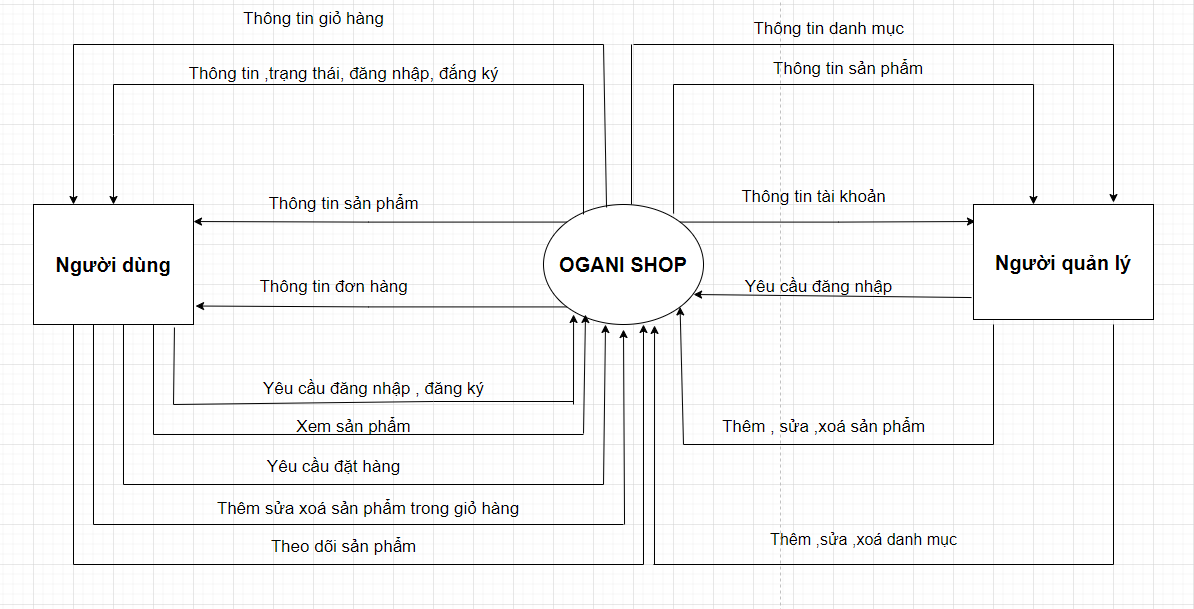 Thông tin giỏ hàng
Thông tin danh mục
Thông tin ,trạng thái, đăng nhập, đắng ký
Thông tin sản phẩm
Thông tin sản phẩm
Thông tin tài khoản
Người dùng
OGANI SHOP
Người quản lý
Thông tin đơn hàng
Yêu cầu đăng nhập
Yêu cầu đăng nhập , đăng ký
Xem sản phẩm
Thêm , sửa ,xoá sản phẩm
Yêu cầu đặt hàng
Thêm sửa xoá sản phẩm trong giỏ hàng
Theo dõi sản phẩm
Thêm ,sửa ,xoá danh mục